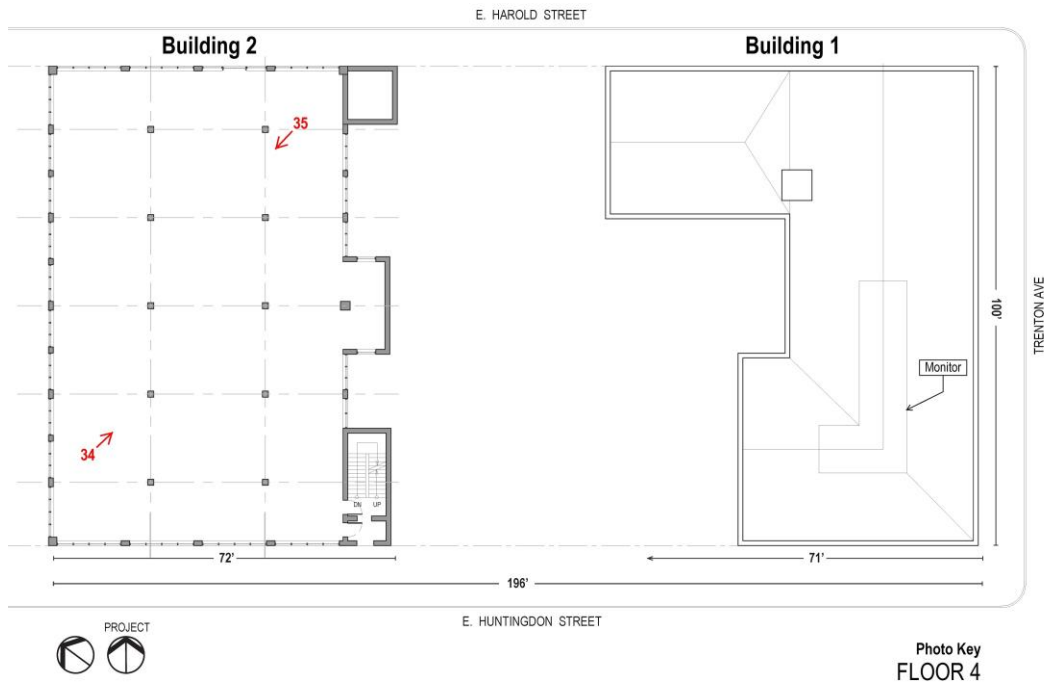 E. HAROLD STREET
Building 2
Building 1
35
100'
TRENTON AVE
Monitor
34
DN UP
72'
71'
196'
E. HUNTINGDON STREET
PROJECT
Photo Key
FLOOR 4